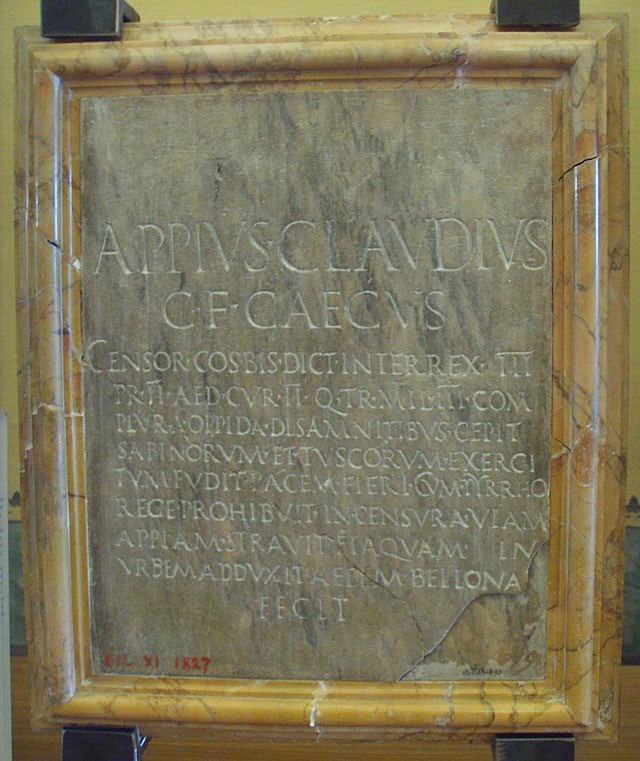 APPIVS·CLAVDIVS
C·F·CAECVS
CENSOR·COS·BIS·DICT·INTERREX·III
PR·II·AED·CVR·II·Q·TR·MIL·III·COM
PLVRA·OPPIDA·DE·SAMNITIBVS·CEPIT
SABINORVM·ET·TVSCORVM·EXERCI
TVM·FVDIT·PACEM·FIERI·CVM·PYRRHO
REGE·PROHIBVIT·IN·CENSVRA·VIAM
APPIAM·STRAVIT·ET·AQVAM· IN
VRBEM·ADDVXIT·AEDEM BELLONA
FECIT
CIL XI 1827